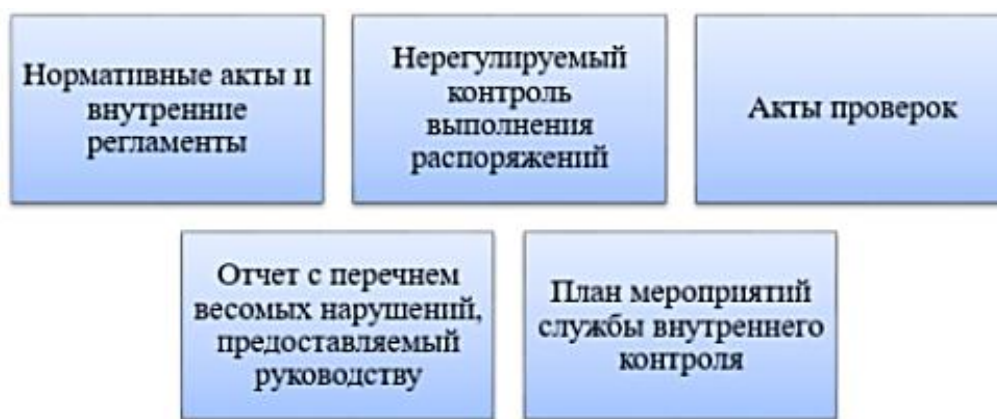 Нормативные акты и
внутренние
регламенты
Нерегулируемый
контроль
выполнения
распоряжений
Акты проверок
Отчет с перечнем
весомых нарушений,
предоставляемый
руководству
План мероприятий
службы внутреннего
контроля